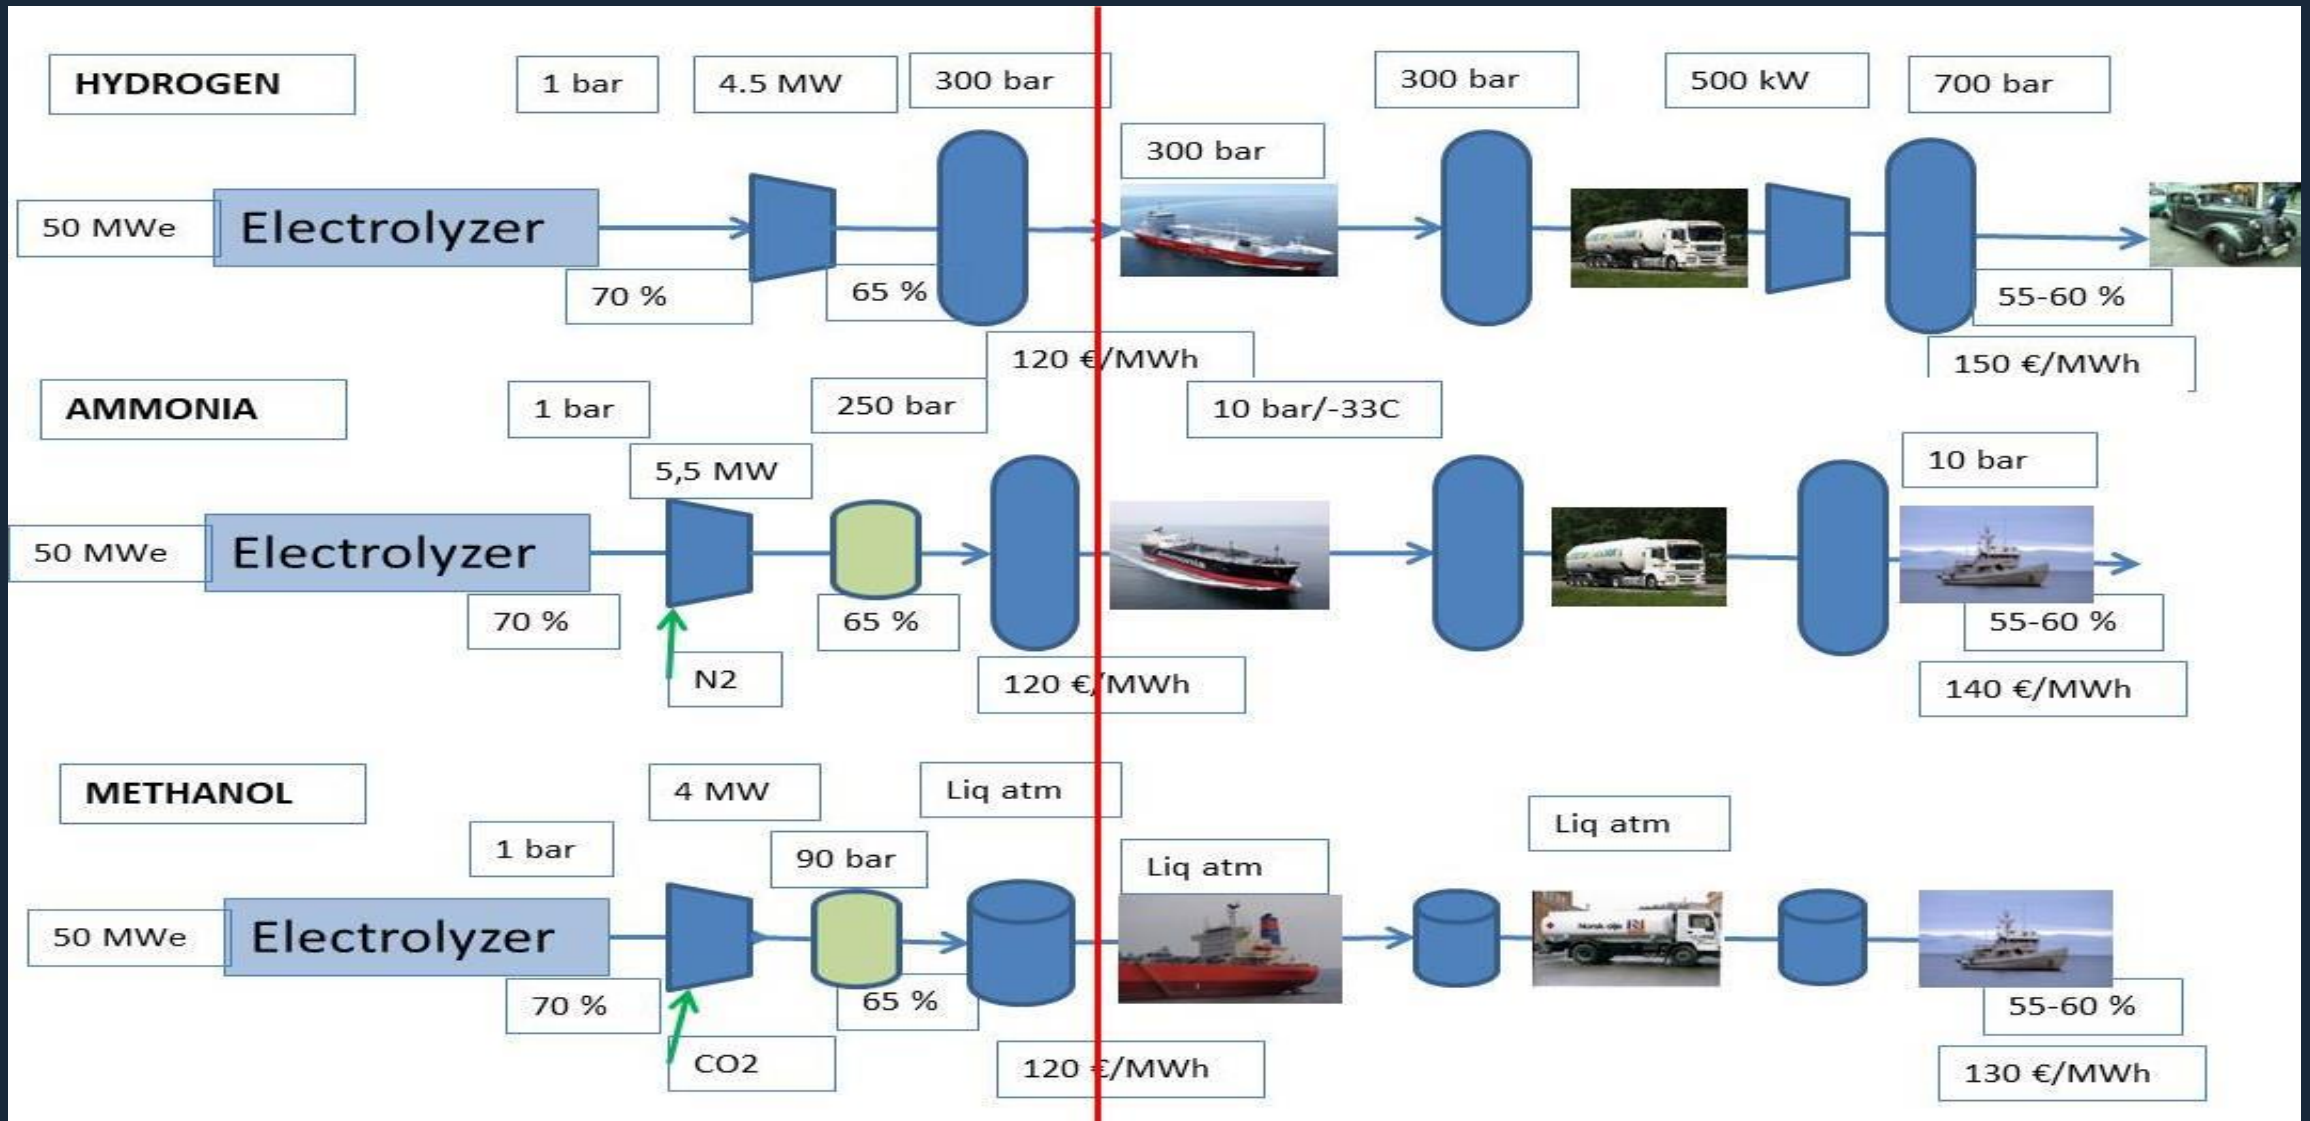 HYDROGEN
1 bar
4.5 MW
300 bar
300 bar
500 kW
700 bar
300 bar
50 MWe
Electrolyzer
70 %
65 %
55-60 %
120 €/MWh
150 €/MWh
AMMONIA
1 bar
250 bar
10 bar/-33C
5,5 MW
10 bar
50 MWe
Electrolyzer
70 %
65 %
55-60 %
N2
120 €/MWh
140 €/MWh
METHANOL
4 MW
Liq atm
1 bar
90 bar
Liq atm
Liq atm
50 MWe
Electrolyzer
Norsk olje
70 %
65 %
55-60 %
CO2
120 €/MWh
130 €/MWh